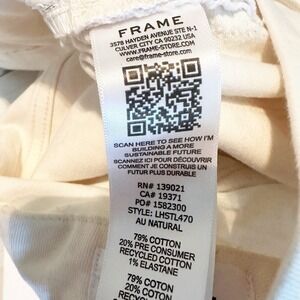 FRAME
3578 HAYDEN AVENUE STE N-1
CULVER CITY CA 90232 USA
WWW.FRAME-STORE.COM
care@frame-store.com
SCAN HERE TO SEE HOW I'M
BUILDING A MORE
SUSTAINABLE FUTURE
SCANNEZ ICI POUR DÉCOUVRIR
COMMENT JE CONSTRUIS UN
FUTUR PLUS DURABLE
RN# 139021
CA# 19371
PO# 1582300
STYLE: LHSTL470
AU NATURAL
79% COTTON
20% PRE CONSUMER
RECYCLED COTTON
1% ELASTANE
79% COTON
20% COTON